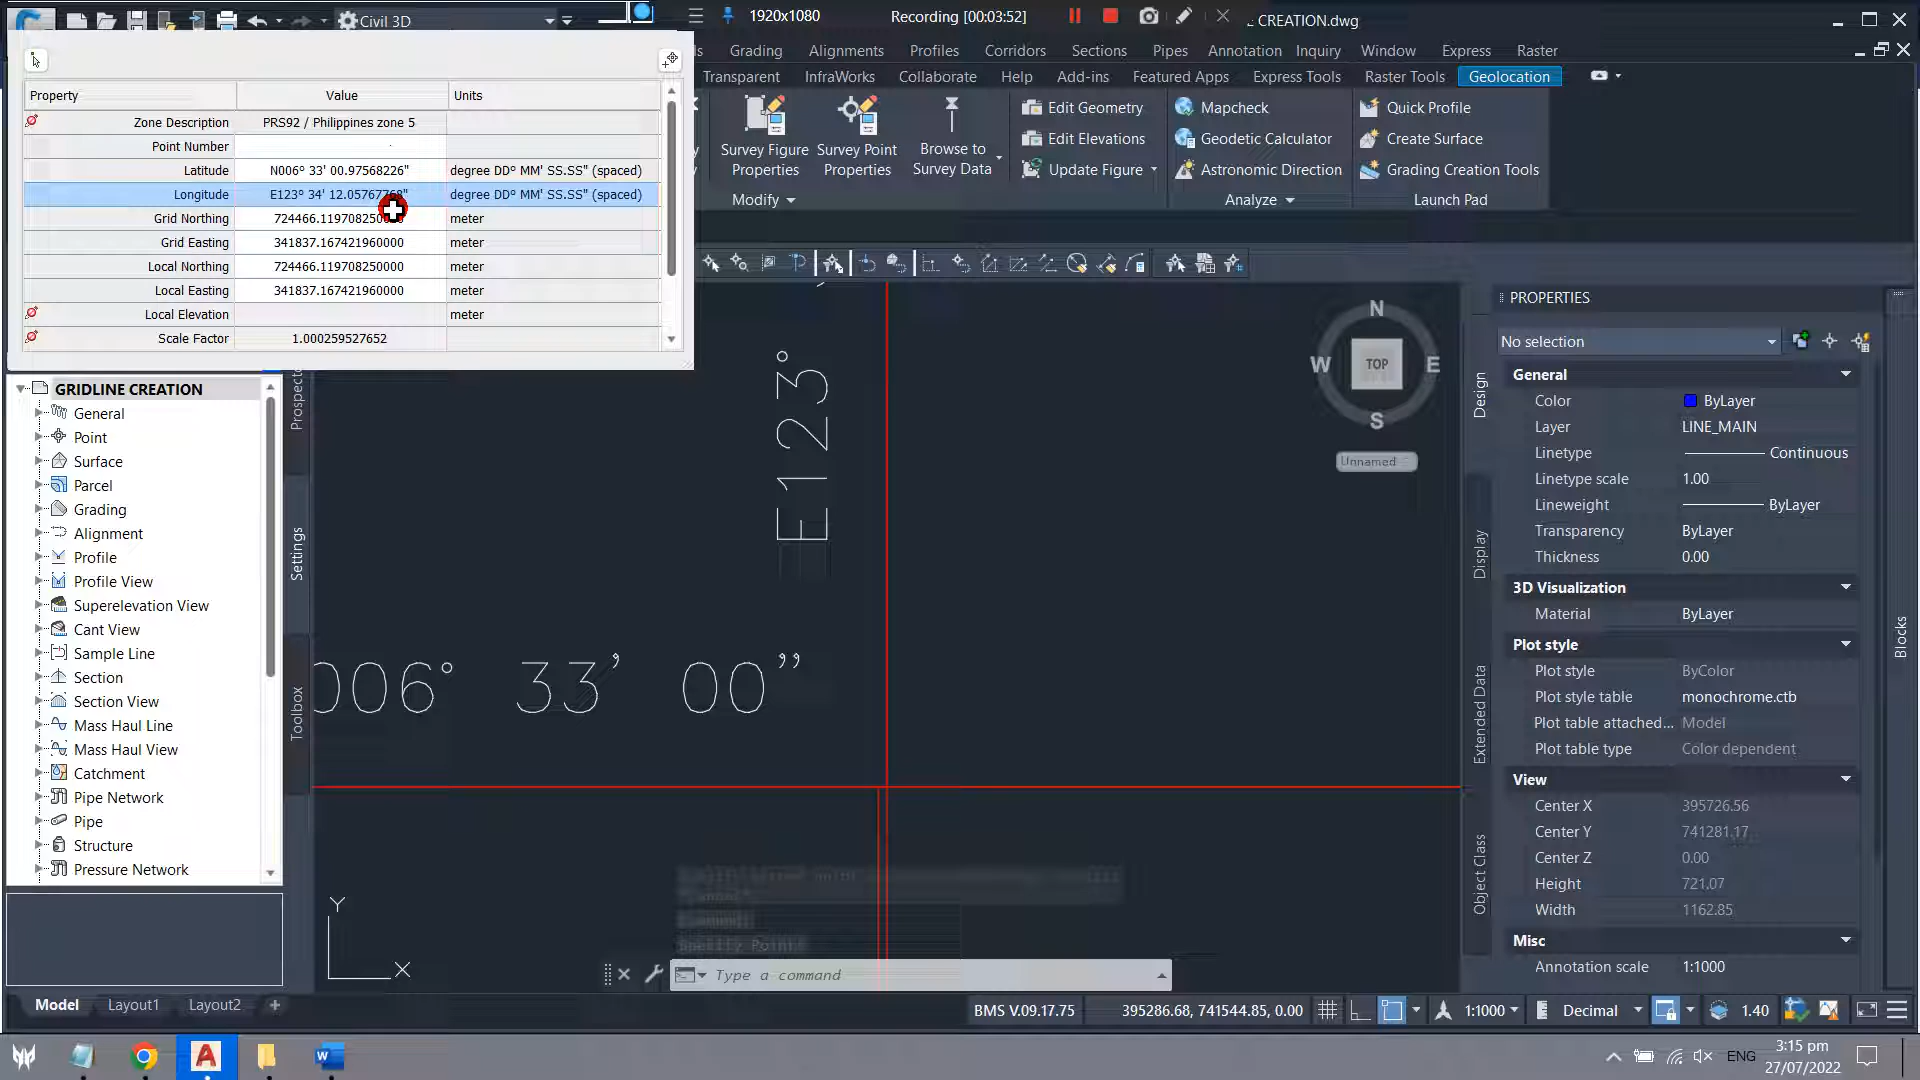 Civil 3D
1920x1080
Recording [00:03:52]
CREATION.dwg
Grading
Alignments
Profiles
Corridors
Sections
Pipes
Annotation
Inquiry
Window
Express
Raster
Transparent
InfraWorks
Collaborate
Help
Add-ins
Featured Apps
Express Tools
Raster Tools
Geolocation
Property
Value
Units
Zone Description
PRS92 / Philippines zone 5
Point Number
Latitude
N006° 33' 00.97568226"
degree DDº MM' SS.SS" (spaced)
Longitude
degree DDº MM' SS.SS" (spaced)
Grid Northing
meter
Grid Easting
341837.167421960000
meter
Local Northing
724466.119708250000
meter
Local Easting
341837.167421960000
meter
Local Elevation
meter
Scale Factor
1.000259527652
Survey Figure
Properties
Survey Point
Properties
Browse to
Survey Data
Edit Geometry
Edit Elevations
Update Figure
Modify
Mapcheck
Geodetic Calculator
Astronomic Direction
Analyze
Quick Profile
Create Surface
Grading Creation Tools
Launch Pad
GRIDLINE CREATION
General
Point
Surface
Parcel
Grading
Alignment
Profile
Profile View
Superelevation View
Cant View
Sample Line
Section
Section View
Mass Haul Line
Mass Haul View
Catchment
Pipe Network
Pipe
Structure
Pressure Network
Prospecto
Settings
Toolbox
E123°
006° 33' 00"
N
W
TOP
E
S
Unnamed
Y
X
Specify Point
Type a command
Design
Display
Extended Data
Object Class
PROPERTIES
No selection
General
Color
ByLayer
Layer
LINE_MAIN
Linetype
Continuous
Linetype scale
1.00
Lineweight
ByLayer
Transparency
ByLayer
Thickness
0.00
3D Visualization
Material
ByLayer
Plot style
Plot style
ByColor
Plot style table
monochrome.ctb
Plot table attached...
Model
Plot table type
Color dependent
View
Center X
395726.56
Center Y
741281.17
Center Z
0.00
Height
721.07
Width
1162.85
Misc
Annotation scale
1:1000
Blocks
Model
Layout1
Layout2
BMS V.09.17.75
395286.68, 741544.85, 0.00
1:1000
Decimal
1.40
ENG
3:15 pm
27/07/2022